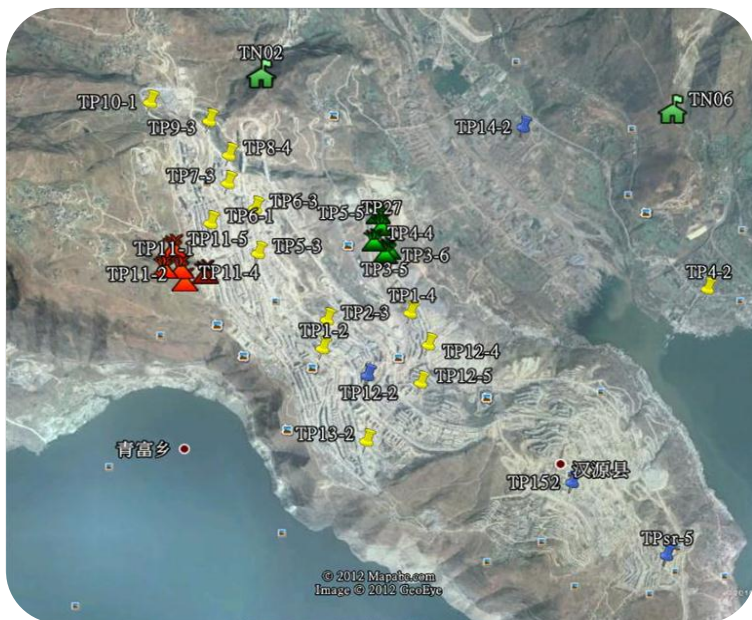 TN02
TP10-1
TN06
TP9-3
TP14-2
TP8-4
TP7-3
TP6-3
TP5-5
TP27
TP6-1
TP4-4
TP11-5
TP11-1
TP5-3
TP3-6
TP11-2
TP11-4
TP3-5
TP4-2
TP1-4
TP2-3
TP1-2
TP12-4
TP12-5
TP12-2
TP13-2
青富乡
汉源县
TP152
TPsr-5
© 2012 Mapabc.com
Image © 2012 GeoEye